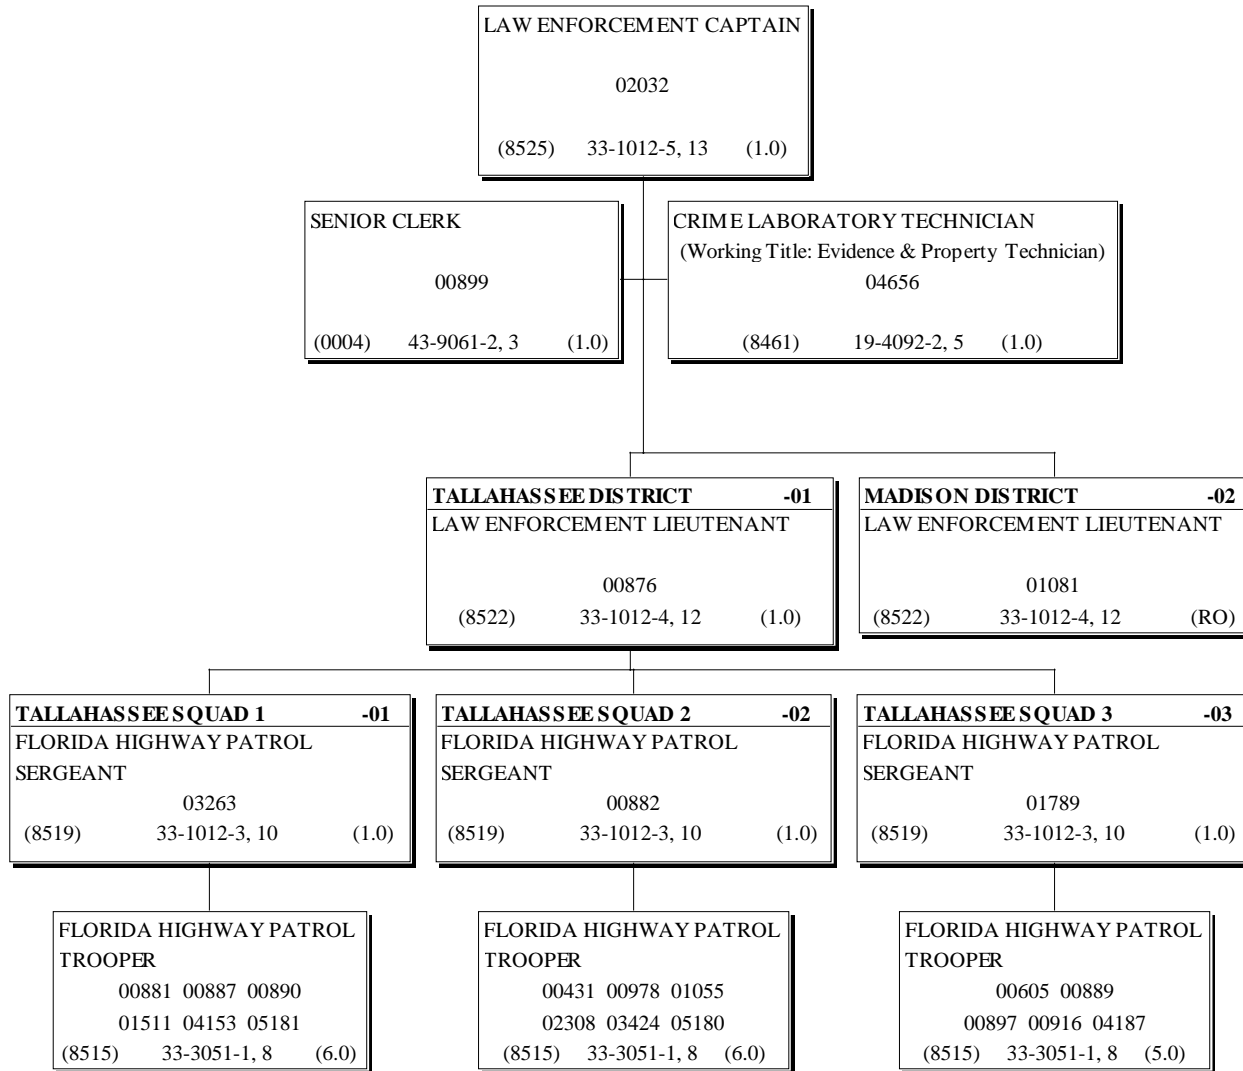 LAW ENFORCEMENT CAPTAIN
02032
(8525) 33-1012-5, 13 (1.0)
SENIOR CLERK
00899
(0004) 43-9061-2, 3 (1.0)
CRIME LABORATORY TECHNICIAN
(Working Title: Evidence & Property Technician)
04656
(8461) 19-4092-2, 5 (1.0)
TALLAHASSEE DISTRICT -01
LAW ENFORCEMENT LIEUTENANT
00876
(8522) 33-1012-4, 12 (1.0)
MADISON DISTRICT -02
LAW ENFORCEMENT LIEUTENANT
01081
(8522) 33-1012-4, 12 (RO)
TALLAHASSEE SQUAD 1 -01
FLORIDA HIGHWAY PATROL
SERGEANT
03263
(8519) 33-1012-3, 10 (1.0)
TALLAHASSEE SQUAD 2 -02
FLORIDA HIGHWAY PATROL
SERGEANT
00882
(8519) 33-1012-3, 10 (1.0)
TALLAHASSEE SQUAD 3 -03
FLORIDA HIGHWAY PATROL
SERGEANT
01789
(8519) 33-1012-3, 10 (1.0)
FLORIDA HIGHWAY PATROL
TROOPER
00881 00887 00890
01511 04153 05181
(8515) 33-3051-1, 8 (6.0)
FLORIDA HIGHWAY PATROL
TROOPER
00431 00978 01055
02308 03424 05180
(8515) 33-3051-1, 8 (6.0)
FLORIDA HIGHWAY PATROL
TROOPER
00605 00889
00897 00916 04187
(8515) 33-3051-1, 8 (5.0)